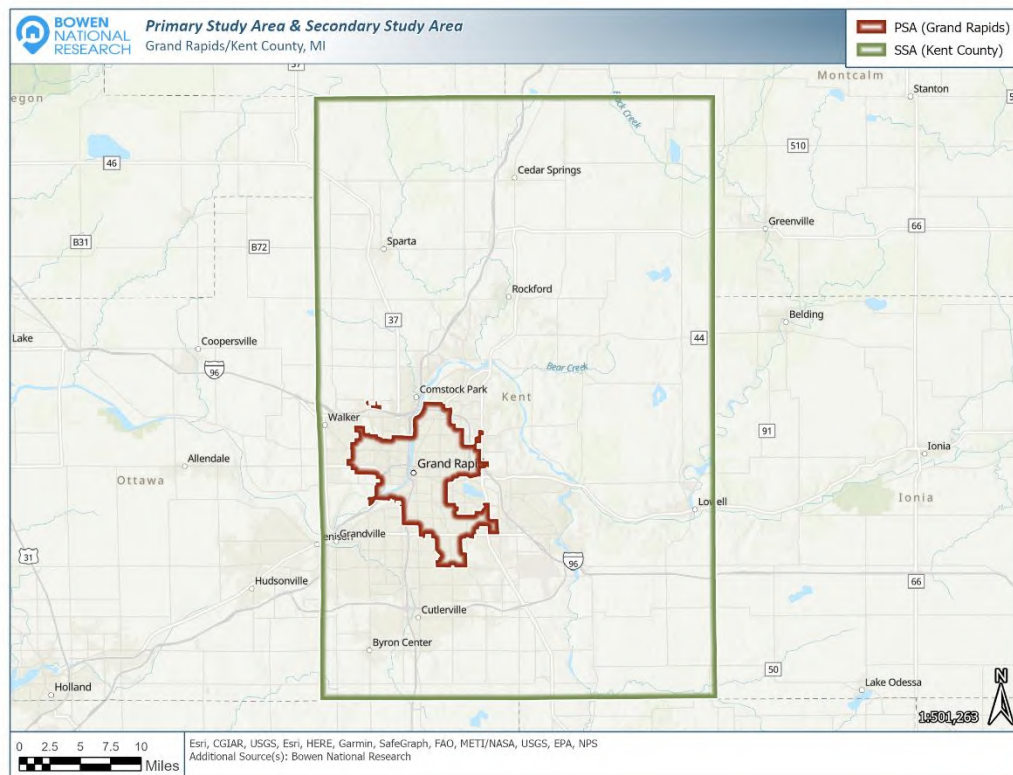 BOWEN
NATIONAL
RESEARCH
Primary Study Area & Secondary Study Area
Grand Rapids/Kent County, MI
PSA (Grand Rapids)
SSA (Kent County)
Montcalm
Stanton
egon
37
Creek
46
Cedar Springs
510
Greenville
66
B31
B72
Sparta
Rockford
37
Belding
Lake
Coopersville
44
96
Bear Creek
Comstock Park
Kent
Walker
91
Ionia
Allendale
Grand Rapi
Ottawa
Ionia
Lowell
Grandville
enison
31
96
Hudsonville
66
Cutlerville
Byron Center
50
Holland
Lake Odessa
N
1:501,263
0 2.5 5 7.5 10
Miles
Esri, CGIAR, USGS, Esri, HERE, Garmin, SafeGraph, FAO, METI/NASA, USGS, EPA, NPS
Additional Source(s): Bowen National Research